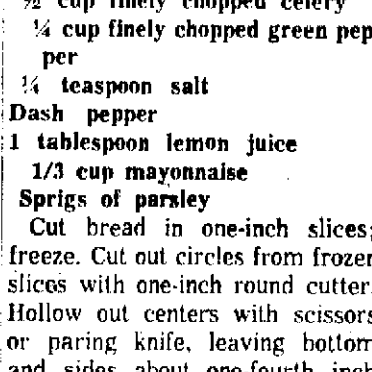 ½ cup finely chopped celery
¼ cup finely chopped green pep
per
¼ teaspoon salt
Dash pepper
1 tablespoon lemon juice
1/3 cup mayonnaise
Sprigs of parsley
Cut bread in one-inch slices;
freeze. Cut out circles from frozen
slices with one-inch round cutter.
Hollow out centers with scissors
or paring knife, leaving bottom
and sides about one-fourth inch